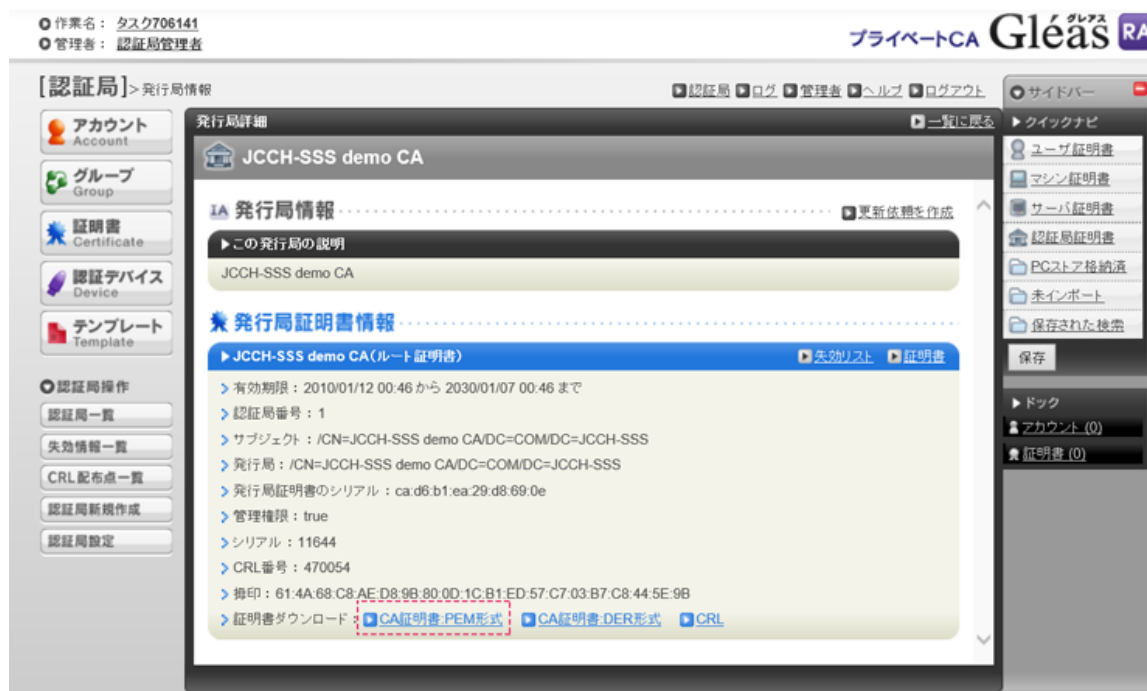 作業名： タスク706141
管理者： 認証局管理者
プライベートCA Gléas グレアス RA
[認証局]>発行局情報
認証局 ログ 管理者 ヘルプ ログアウト
アカウント
Account
グループ
Group
証明書
Certificate
認証デバイス
Device
テンプレート
Template
認証局操作
認証局一覧
失効情報一覧
CRL配布点一覧
認証局新規作成
認証局設定
発行局詳細
一覧に戻る
JCCH-SSS demo CA
IA 発行局情報
更新依頼を作成
この発行局の説明
JCCH-SSS demo CA
発行局証明書情報
JCCH-SSS demo CA(ルート証明書)
失効リスト 証明書
有効期限：2010/01/12 00:46 から 2030/01/07 00:46 まで
認証局番号：1
サブジェクト：/CN=JCCH-SSS demo CA/DC=COM/DC=JCCH-SSS
発行局：/CN=JCCH-SSS demo CA/DC=COM/DC=JCCH-SSS
発行局証明書のシリアル：ca:d6:b1:ea:29:d8:69:0e
管理権限：true
シリアル：11644
CRL番号：470054
拇印：61:4A:68:C8:AE:D8:9B:80:0D:1C:B1:ED:57:C7:03:B7:C8:44:5E:9B
証明書ダウンロード： CA証明書:PEM形式 CA証明書:DER形式 CRL
サイドバー
クイックナビ
ユーザ証明書
マシン証明書
サーバ証明書
認証局証明書
PCストア格納済
未インポート
保存された検索
保存
ドック
アカウント (0)
証明書 (0)